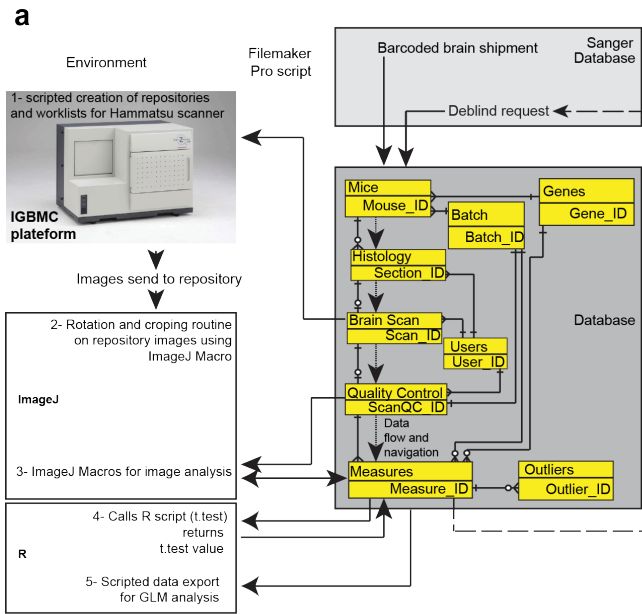 a
Environment
Filemaker
Pro script
Barcoded brain shipment
Sanger
Database
Deblind request
1- scripted creation of repositories
and worklists for Hammatsu scanner
IGBMC
plateform
Images send to repository
2- Rotation and croping routine
on repository images using
ImageJ Macro
ImageJ
3- ImageJ Macros for image analysis
4- Calls R script (t.test)
returns
t.test value
R
5- Scripted data export
for GLM analysis
Mice
Mouse_ID
Genes
Gene_ID
Batch
Batch_ID
Histology
Section_ID
Brain Scan
Scan_ID
Database
Users
User_ID
Quality Control
ScanQC_ID
Data
flow and
navigation
Measures
Measure_ID
Outliers
Outlier_ID